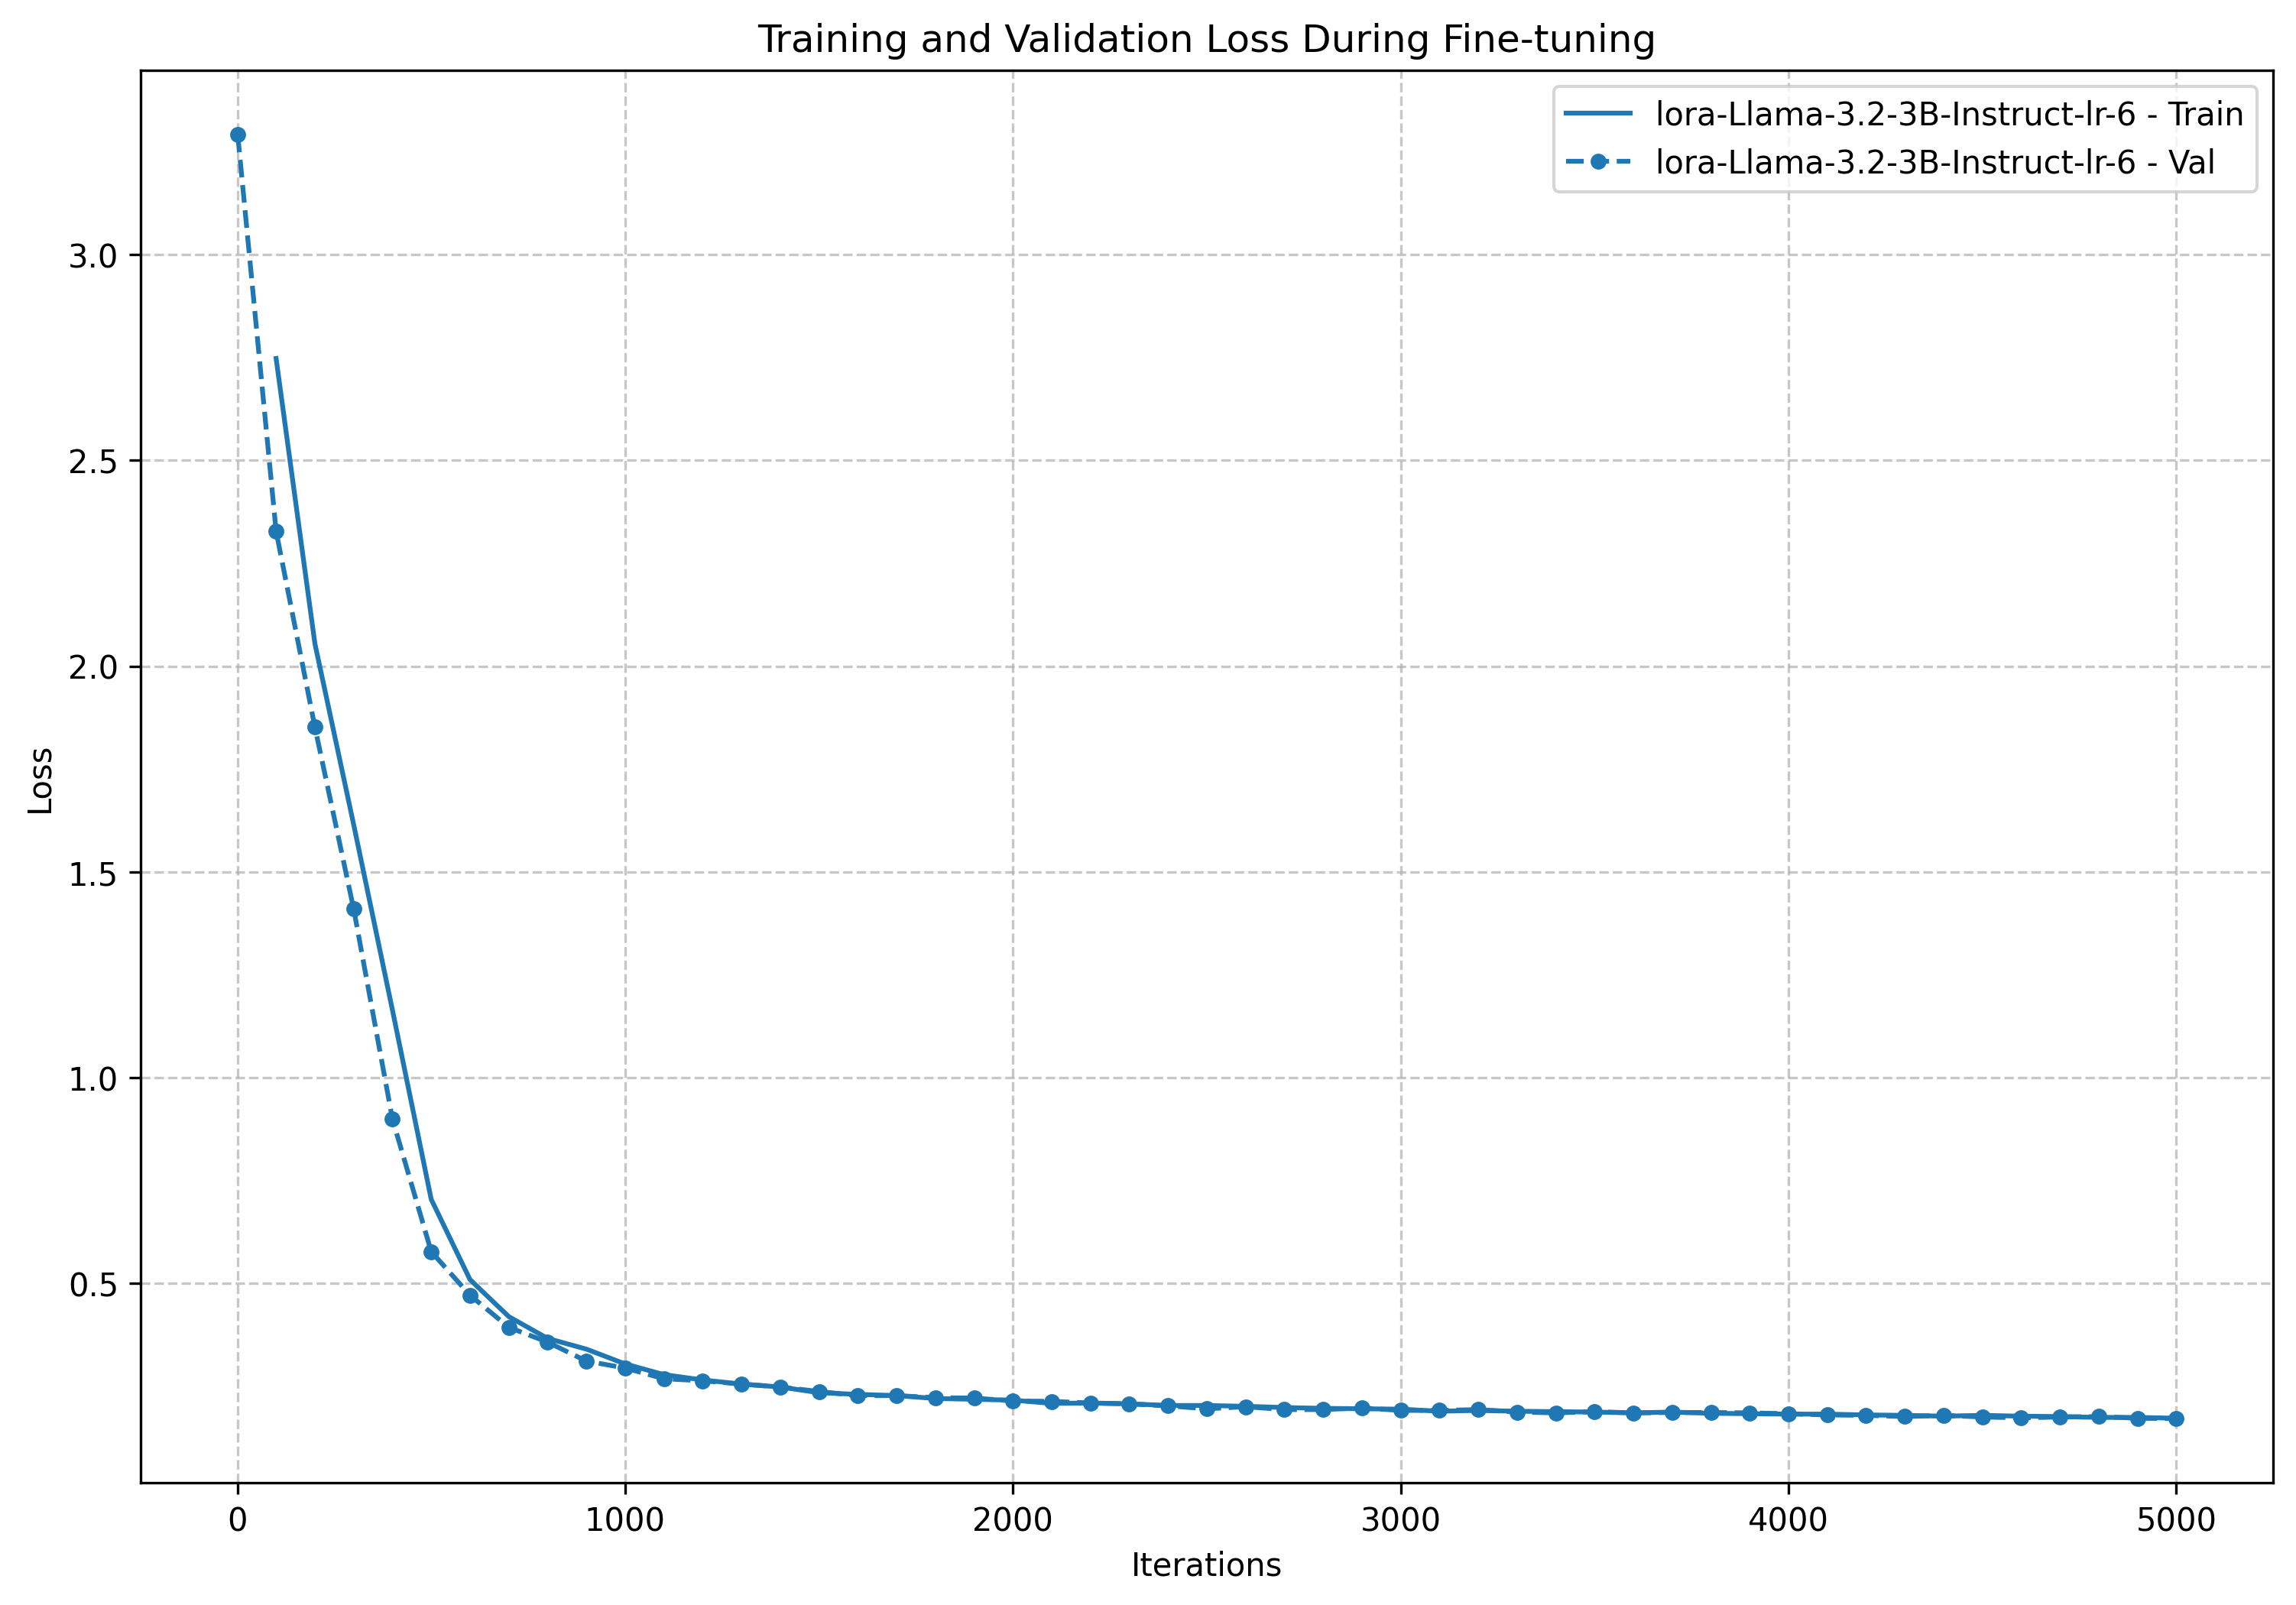 Training and Validation Loss During Fine-tuning
lora-Llama-3.2-3B-Instruct-lr-6 - Train
lora-Llama-3.2-3B-Instruct-lr-6 - Val
3.0
2.5
2.0
1.5
1.0
0.5
Loss
0 1000 2000 3000 4000 5000
Iterations